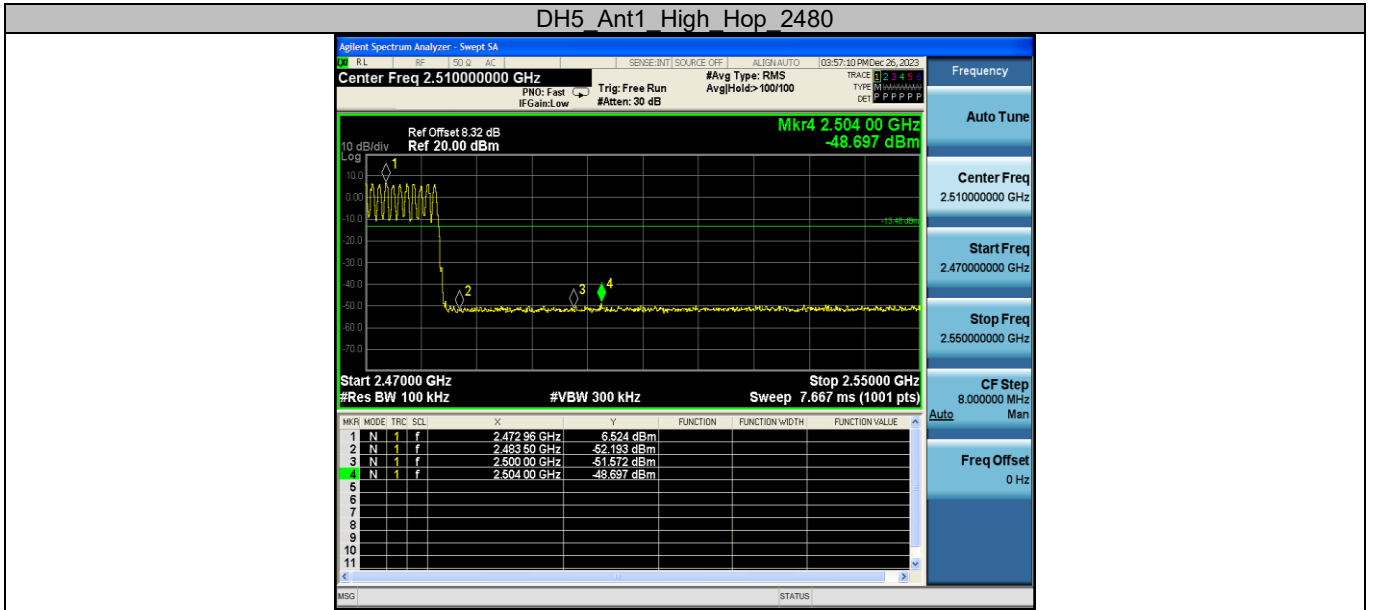 DH5_Ant1_High_Hop_2480
Agilent Spectrum Analyzer - Swept SA
LXI RL RF 50 Ω AC SENSE:INT SOURCE OFF ALIGNAUTO 03:57:10 PM Dec 26, 2023
Center Freq 2.510000000 GHz
PNO: Fast
IFGain:Low
Trig: Free Run
#Atten: 30 dB
#Avg Type: RMS
Avg|Hold:> 100/100
TRACE 1 2 3 4 5 6
TYPE M
DET P P P P P P
Mkr4 2.504 00 GHz
-48.697 dBm
Ref Offset 8.32 dB
10 dB/div Ref 20.00 dBm
Log
10.0
0.00
-10.0
-20.0
-30.0
-40.0
-50.0
-60.0
-70.0
1
2
3
4
-13.48 dBm
Start 2.47000 GHz Stop 2.55000 GHz
#Res BW 100 kHz #VBW 300 kHz Sweep 7.667 ms (1001 pts)
MKR MODE TRC SCL X Y FUNCTION FUNCTION WIDTH FUNCTION VALUE
1 N 1 f 2.472 96 GHz 6.524 dBm
2 N 1 f 2.483 50 GHz -52.193 dBm
3 N 1 f 2.500 00 GHz -51.572 dBm
4 N 1 f 2.504 00 GHz -48.697 dBm
5
6
7
8
9
10
11
MSG STATUS
Frequency
Auto Tune
Center Freq
2.510000000 GHz
Start Freq
2.470000000 GHz
Stop Freq
2.550000000 GHz
CF Step
8.000000 MHz
Auto Man
Freq Offset
0 Hz